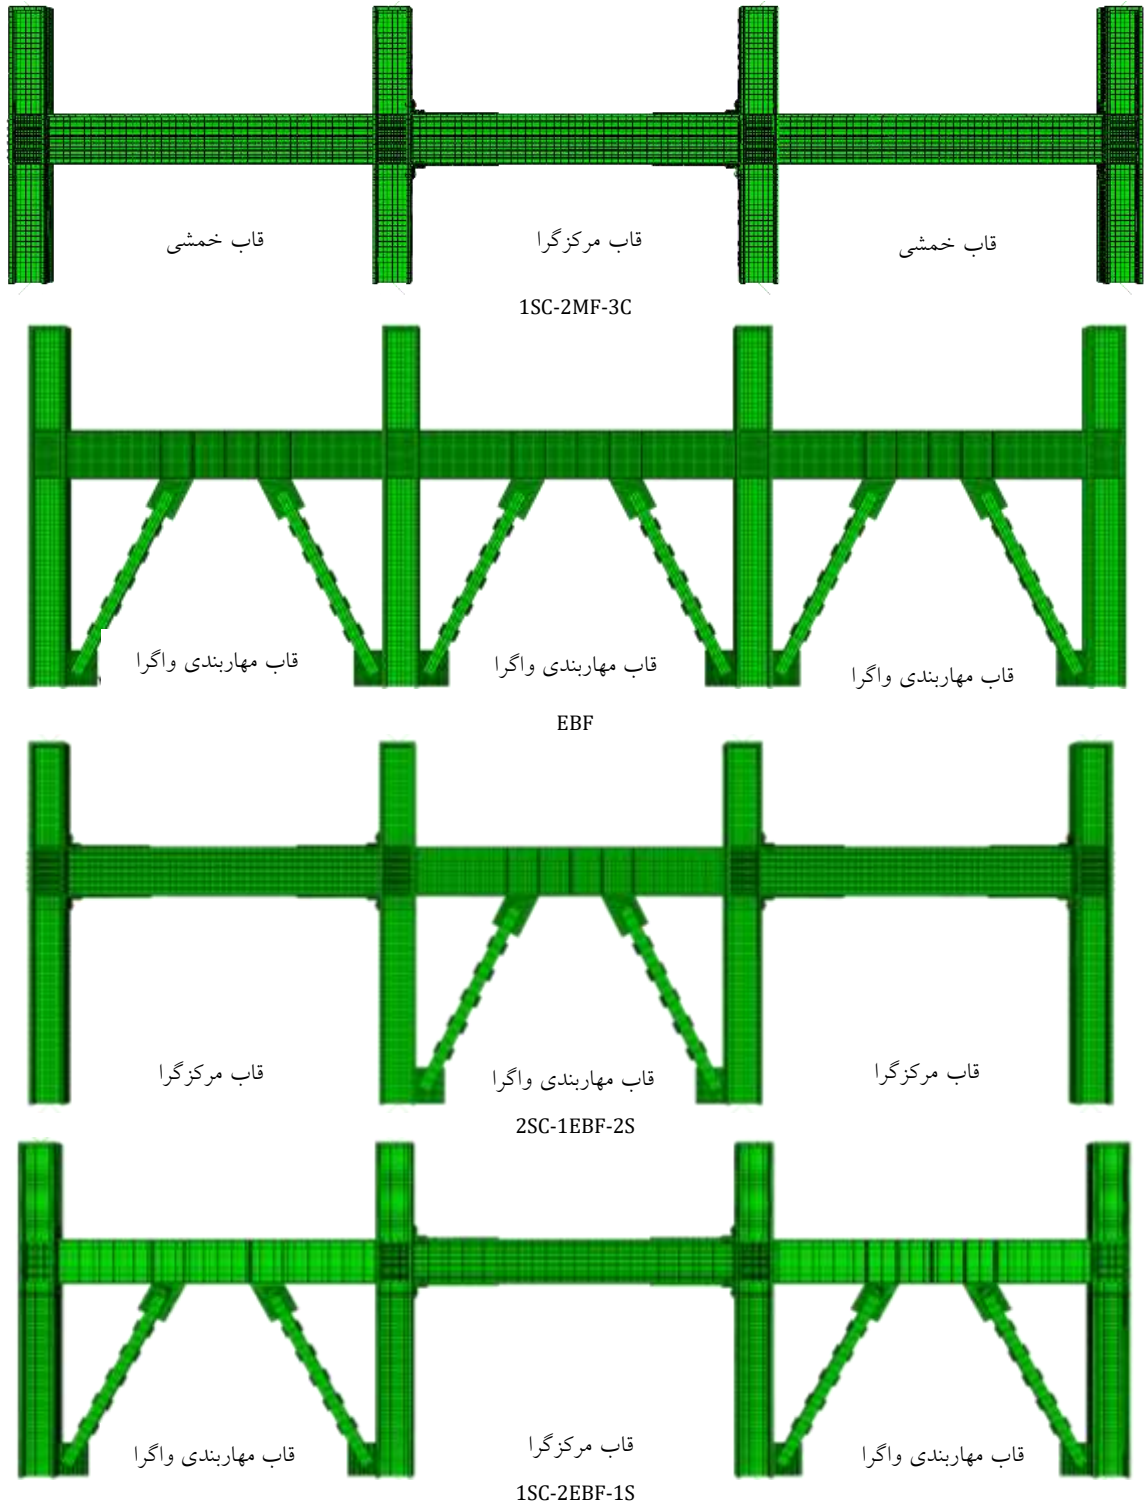 قاب خمشی
قاب مرکزگرا
قاب خمشی
1SC-2MF-3C
قاب مهاربندی واگرا
قاب مهاربندی واگرا
قاب مهاربندی واگرا
EBF
قاب مرکزگرا
قاب مهاربندی واگرا
قاب مرکزگرا
2SC-1EBF-2S
قاب مهاربندی واگرا
قاب مرکزگرا
قاب مهاربندی واگرا
1SC-2EBF-1S